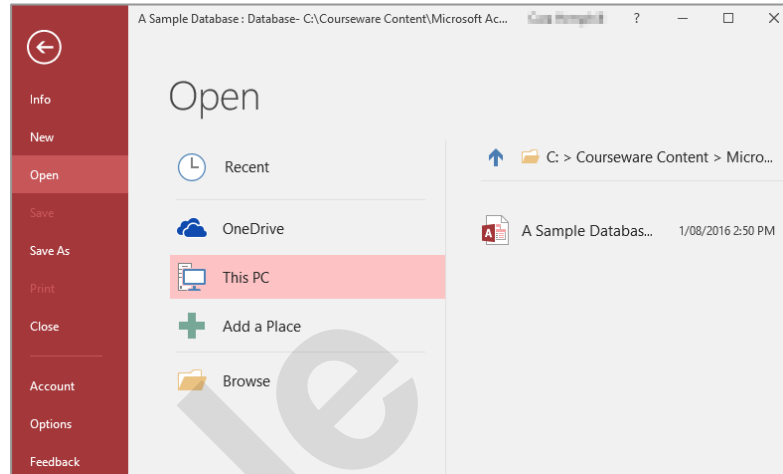 A Sample Database : Database- C:\Courseware Content\Microsoft Ac... ?
Open
Info
New
Open
Save
Save As
Print
Close
Account
Options
Feedback
Recent
OneDrive
This PC
Add a Place
Browse
C: > Courseware Content > Micro...
A Sample Databas... 1/08/2016 2:50 PM